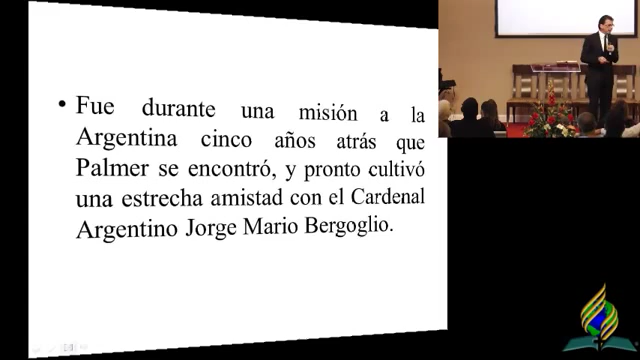 • Fue durante una misión a la
Argentina cinco años atrás que
Palmer se encontró, y pronto cultivó
una estrecha amistad con el Cardenal
Argentino Jorge Mario Bergoglio.